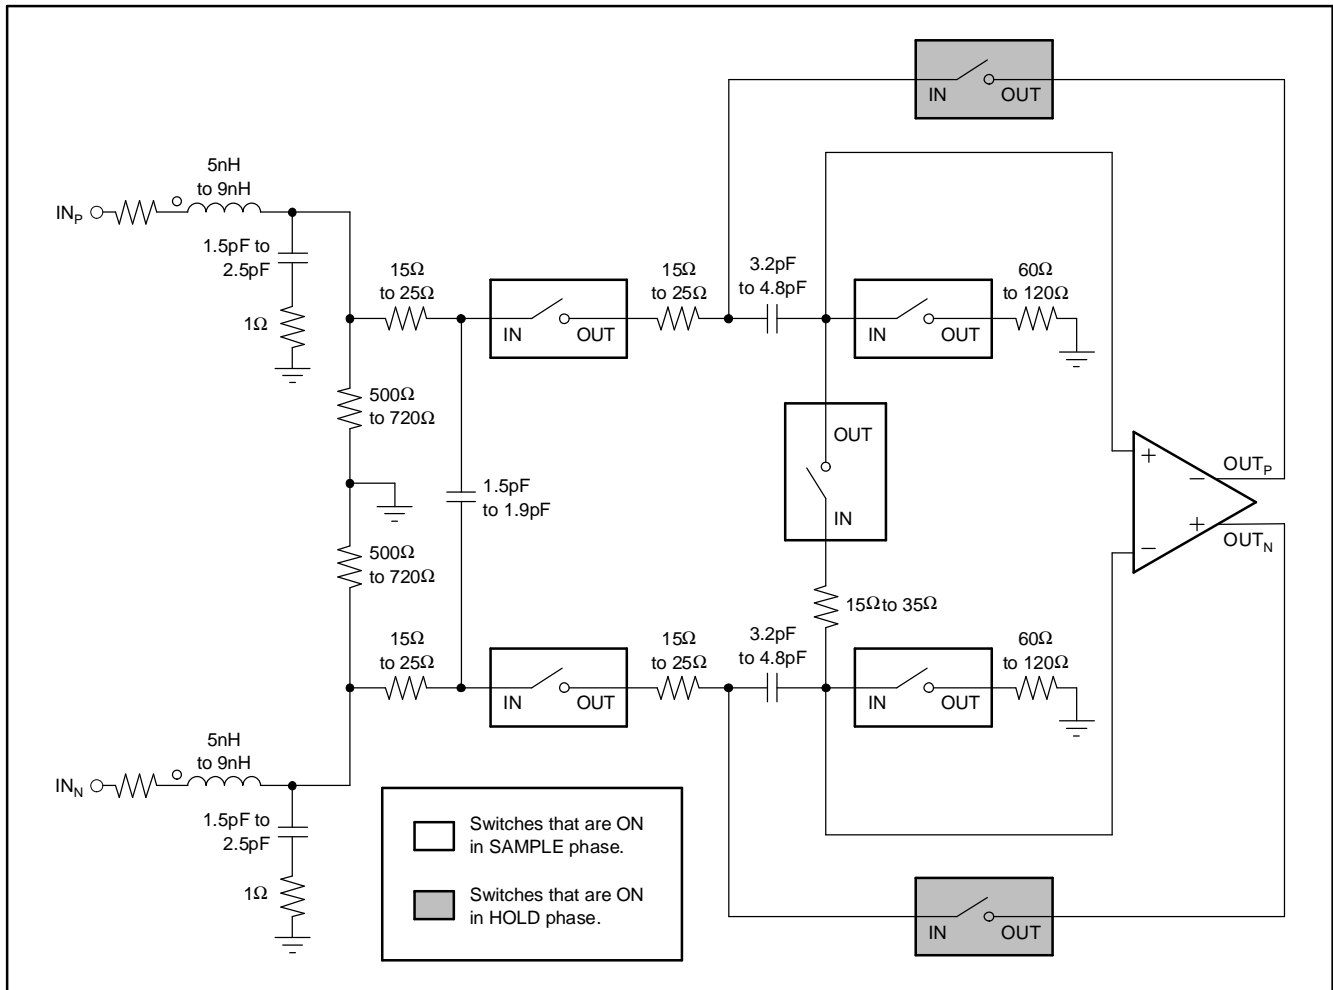 IN OUT
5nH
to 9nH
INP
1.5pF to
2.5pF
1Ω
15Ω
to 25Ω
IN OUT
15Ω
to 25Ω
3.2pF
to 4.8pF
IN OUT
60Ω
to 120Ω
500Ω
to 720Ω
OUT
IN
1.5pF
to 1.9pF
+
−
−
+
OUTP
OUTN
500Ω
to 720Ω
15Ω to 35Ω
15Ω
to 25Ω
IN OUT
15Ω
to 25Ω
3.2pF
to 4.8pF
IN OUT
60Ω
to 120Ω
5nH
to 9nH
INN
1.5pF to
2.5pF
1Ω
Switches that are ON
in SAMPLE phase.
Switches that are ON
in HOLD phase.
IN OUT